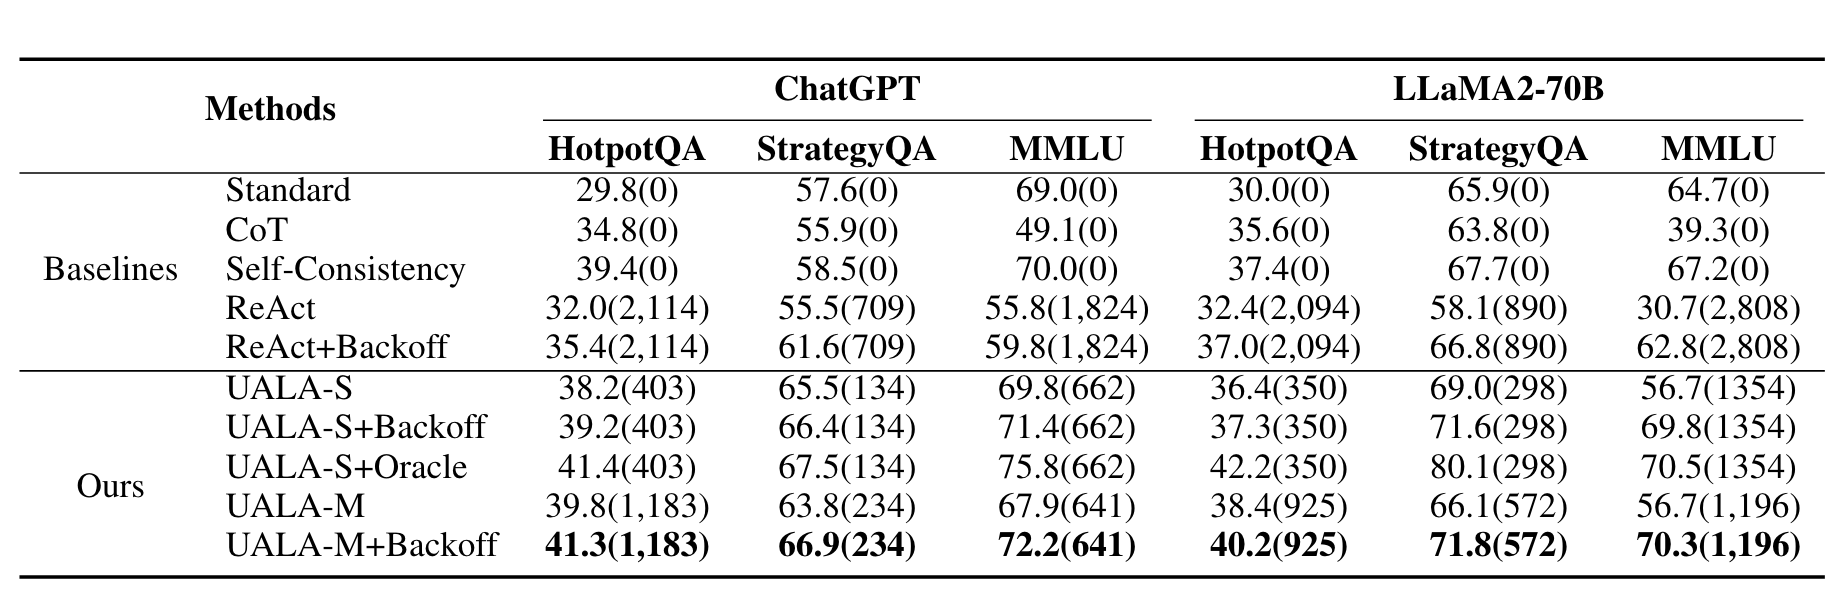 Methods ChatGPT LLaMA2-70B
HotpotQA StrategyQA MMLU HotpotQA StrategyQA MMLU
Baselines
Standard 29.8(0) 57.6(0) 69.0(0) 30.0(0) 65.9(0) 64.7(0)
CoT 34.8(0) 55.9(0) 49.1(0) 35.6(0) 63.8(0) 39.3(0)
Self-Consistency 39.4(0) 58.5(0) 70.0(0) 37.4(0) 67.7(0) 67.2(0)
ReAct 32.0(2,114) 55.5(709) 55.8(1,824) 32.4(2,094) 58.1(890) 30.7(2,808)
ReAct+Backoff 35.4(2,114) 61.6(709) 59.8(1,824) 37.0(2,094) 66.8(890) 62.8(2,808)
Ours
UALA-S 38.2(403) 65.5(134) 69.8(662) 36.4(350) 69.0(298) 56.7(1354)
UALA-S+Backoff 39.2(403) 66.4(134) 71.4(662) 37.3(350) 71.6(298) 69.8(1354)
UALA-S+Oracle 41.4(403) 67.5(134) 75.8(662) 42.2(350) 80.1(298) 70.5(1354)
UALA-M 39.8(1,183) 63.8(234) 67.9(641) 38.4(925) 66.1(572) 56.7(1,196)
UALA-M+Backoff 41.3(1,183) 66.9(234) 72.2(641) 40.2(925) 71.8(572) 70.3(1,196)